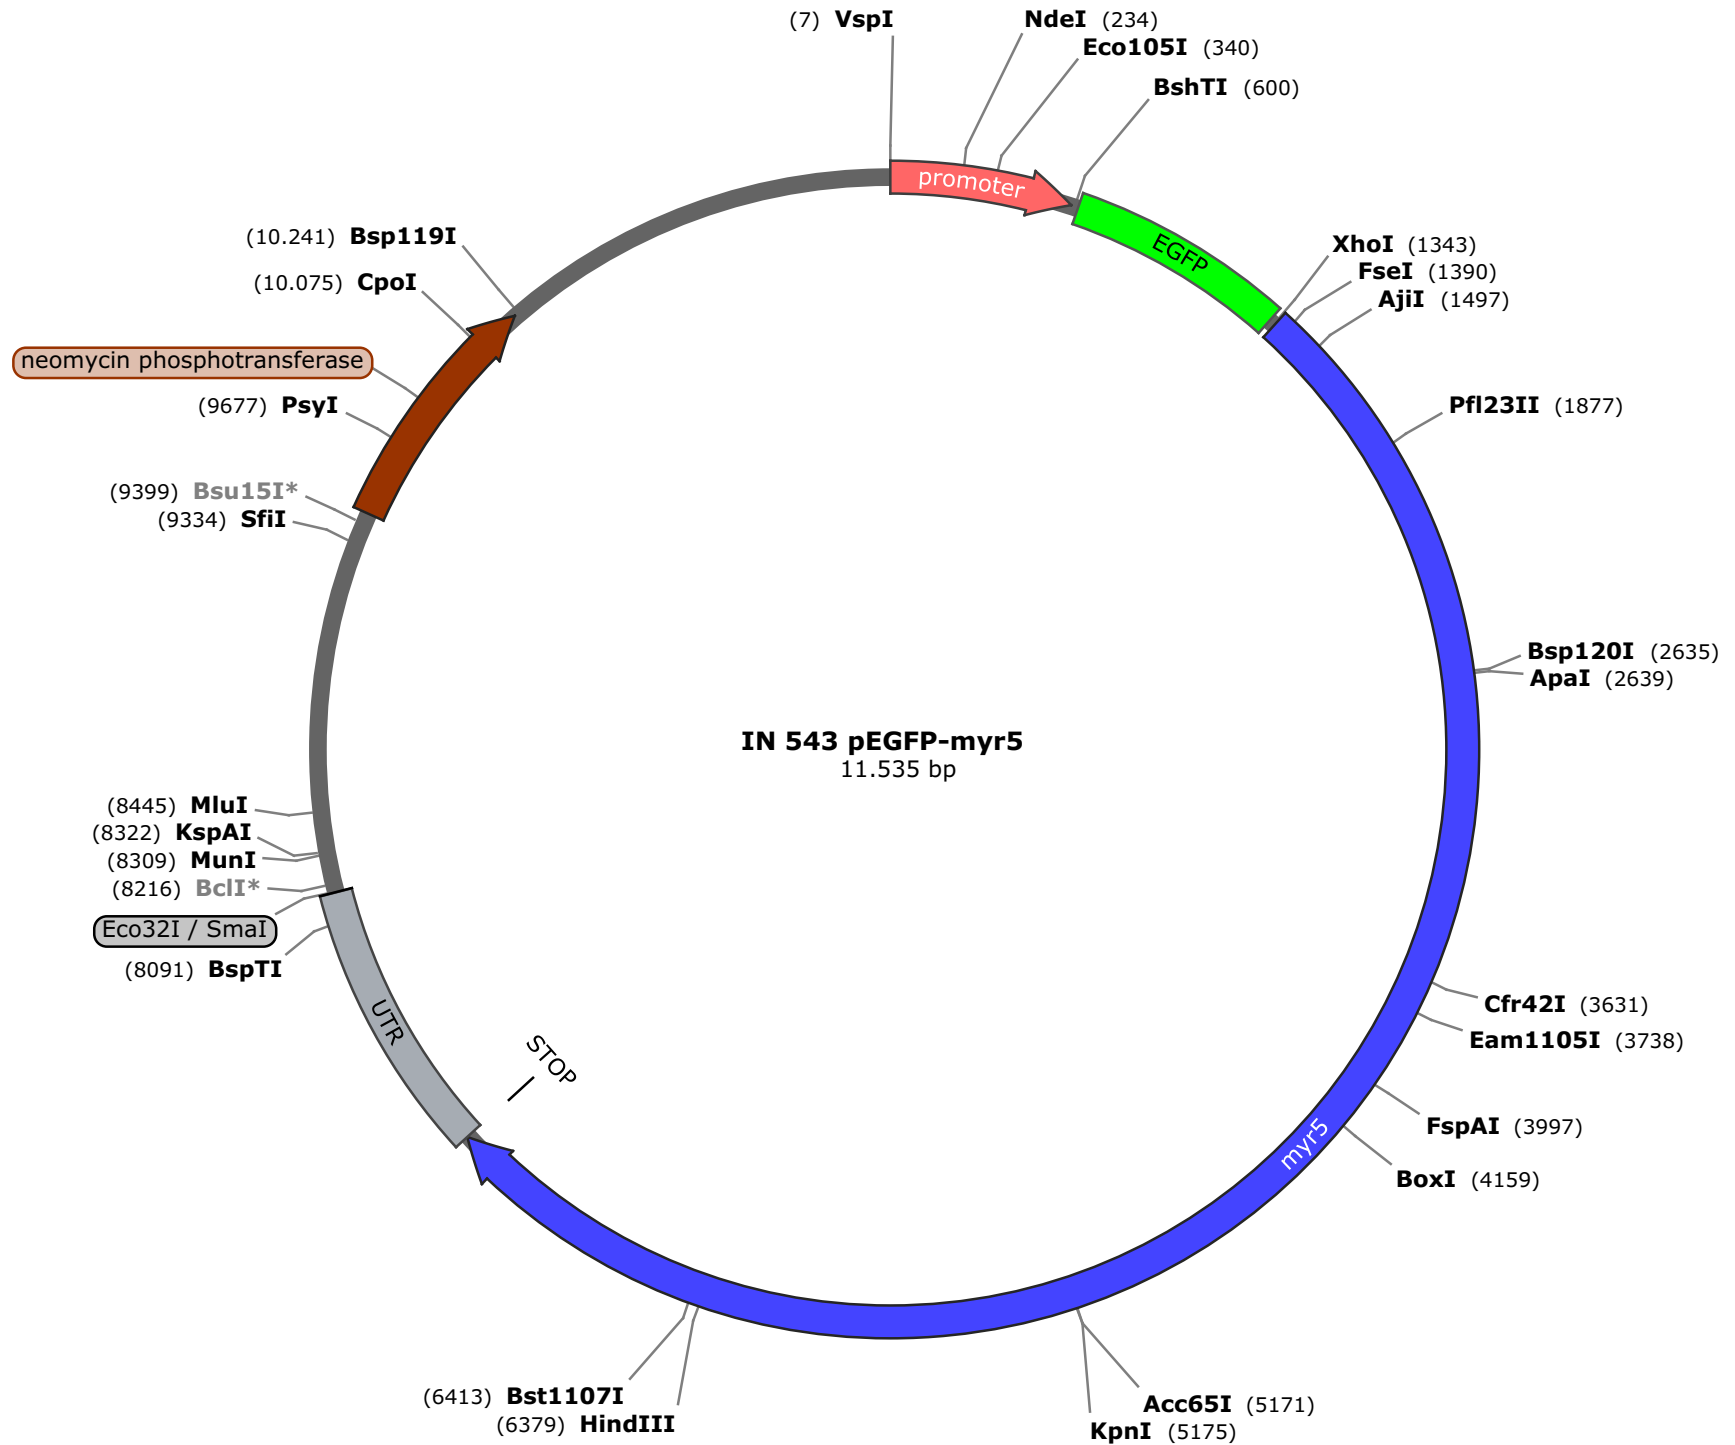 (7) VspI
NdeI (234)
Eco105I (340)
BshTI (600)
promoter
EGFP
XhoI (1343)
FseI (1390)
AjiI (1497)
Pfl23II (1877)
Bsp120I (2635)
ApaI (2639)
Cfr42I (3631)
Eam1105I (3738)
FspAI (3997)
BoxI (4159)
myr5
Acc65I (5171)
KpnI (5175)
(6413) Bst1107I
(6379) HindIII
STOP
UTR
(8091) BspTI
Eco32I / SmaI
(8216) BclI*
(8309) MunI
(8322) KspAI
(8445) MluI
(9334) SfiI
(9399) Bsu15I*
(9677) PsyI
neomycin phosphotransferase
(10.075) CpoI
(10.241) Bsp119I
IN 543 pEGFP-myr5
11.535 bp